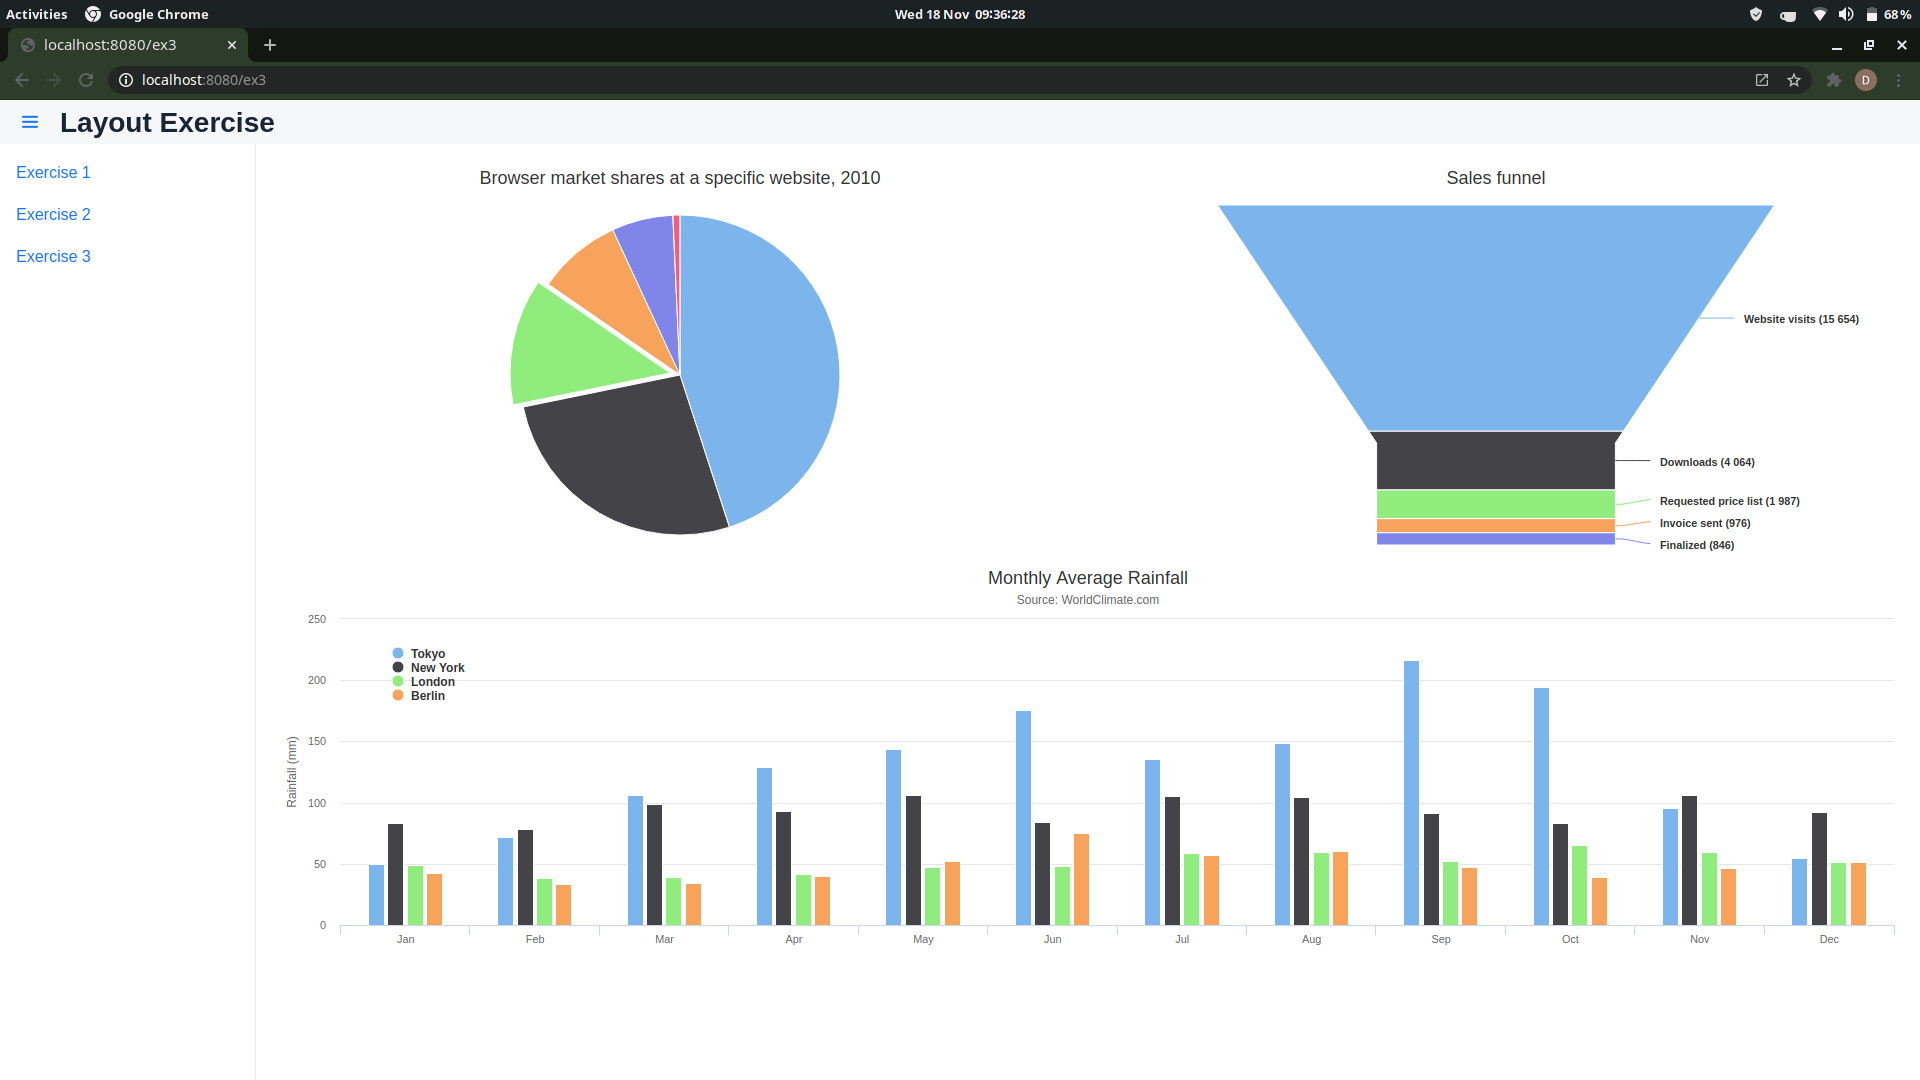 Activities Google Chrome Wed 18 Nov 09:36:28 68 %
localhost:8080/ex3
localhost:8080/ex3 D
Layout Exercise
Exercise 1
Exercise 2
Exercise 3
Browser market shares at a specific website, 2010
Sales funnel
Website visits (15 654)
Downloads (4 064)
Requested price list (1 987)
Invoice sent (976)
Finalized (846)
Monthly Average Rainfall
Source: WorldClimate.com
Rainfall (mm)
250
200
150
100
50
0
Tokyo
New York
London
Berlin
Jan Feb Mar Apr May Jun Jul Aug Sep Oct Nov Dec